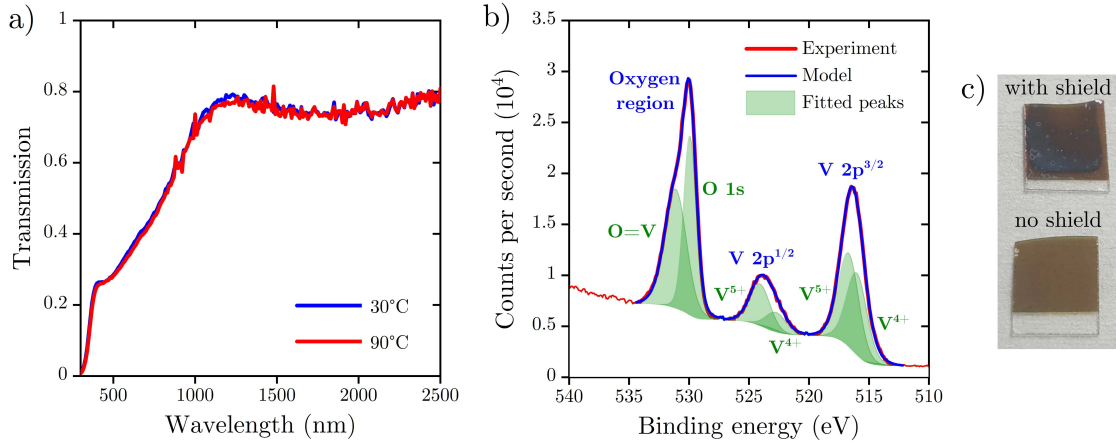 a)
1
0.8
0.6
0.4
0.2
0
Transmission
500
1000
1500
2000
2500
Wavelength (nm)
30°C
90°C
b)
3.5
3
2.5
2
1.5
1
0.5
0
Counts per second (10⁴)
540
535
530
525
520
515
510
Binding energy (eV)
Experiment
Model
Fitted peaks
Oxygen
region
O 1s
O=V
V 2p¹/²
V⁵⁺
V⁴⁺
V 2p³/²
V⁵⁺
V⁴⁺
c)
with shield
no shield